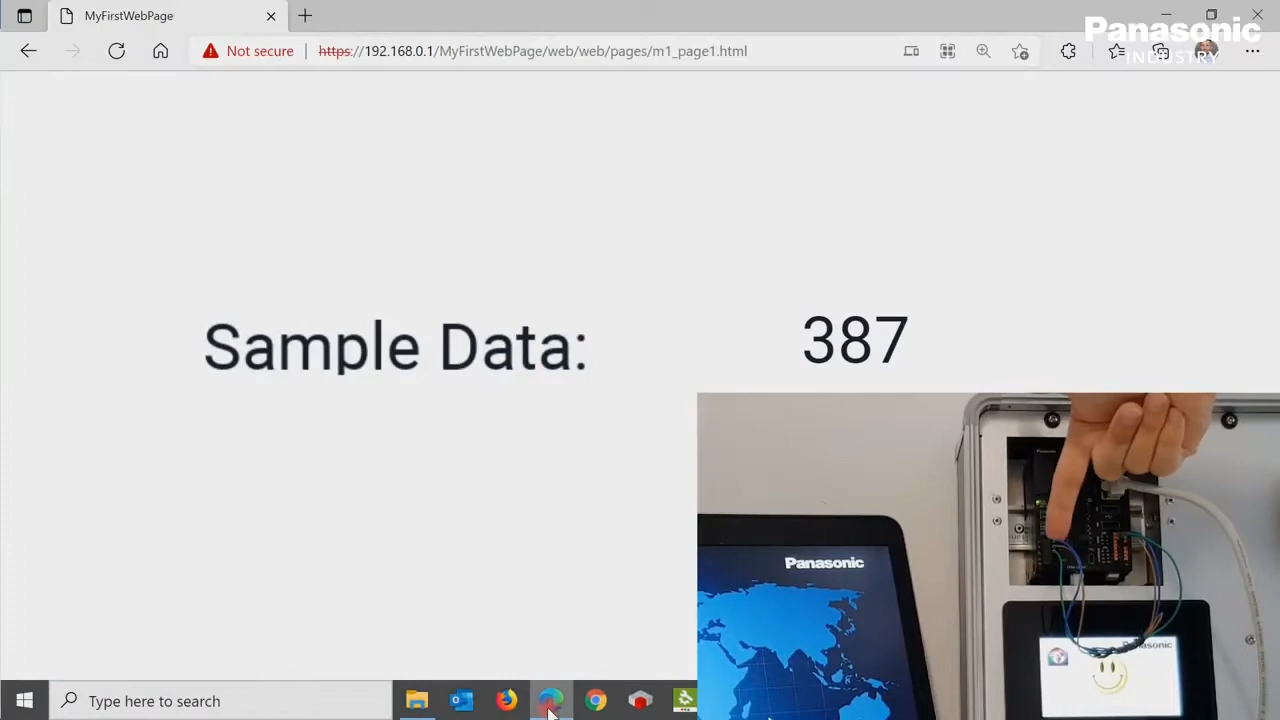 MyFirstWebPage
Panasonic
INDUSTRY
Not secure
https://192.168.0.1/MyFirstWebPage/web/web/pages/m1_page1.html
Sample Data:
387
Panasonic
Panasonic
Type here to search